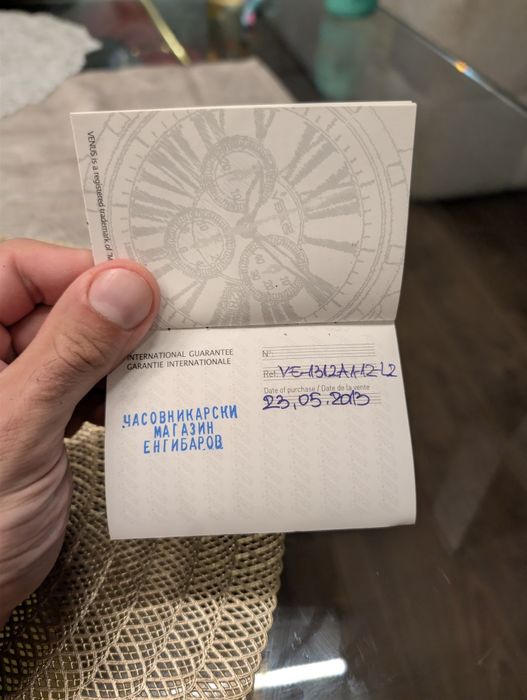 VENUS is a registered trademark of
INTERNATIONAL GUARANTEE
GARANTIE INTERNATIONALE
ЧАСОВНИКАРСКИ
МАГАЗИН
ЕНГИБАРОВ
N°:
Ref: VE-1312A1-12-L2
Date of purchase / Date de la vente
23,05.2013